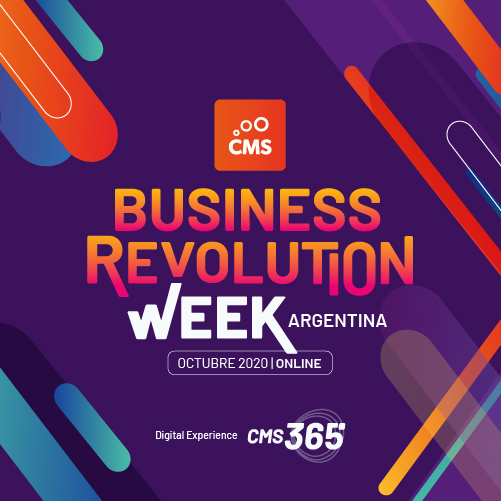 CMS
BUSINESS
REVOLUTION
WEEK ARGENTINA
OCTUBRE 2020 | ONLINE
Digital Experience CMS365